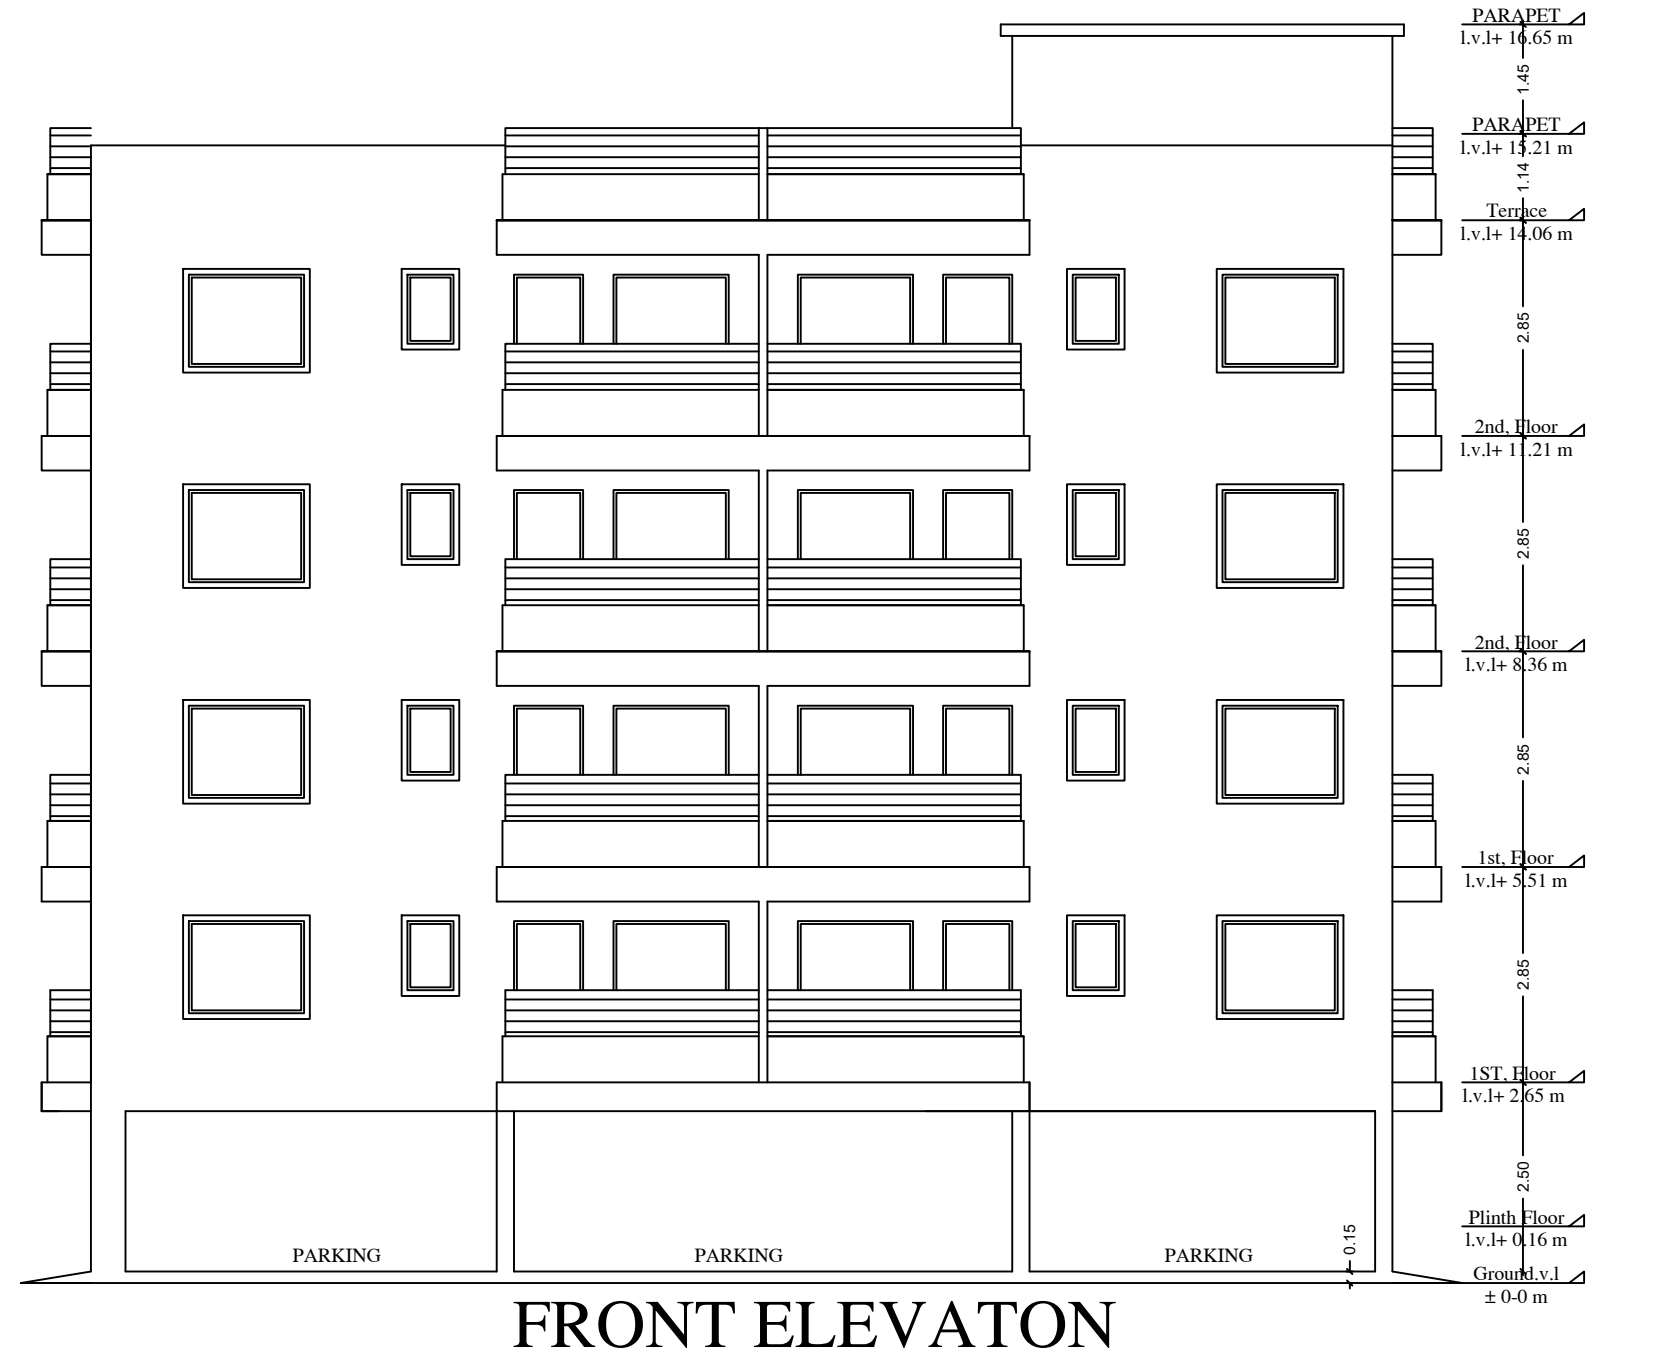 PARAPET
l.v.l+ 16.65 m
1.45
PARAPET
l.v.l+ 15.21 m
1.14
Terrace
l.v.l+ 14.06 m
2.85
2nd, Floor
l.v.l+ 11.21 m
2.85
2nd, Floor
l.v.l+ 8.36 m
2.85
1st, Floor
l.v.l+ 5.51 m
2.85
1ST, Floor
l.v.l+ 2.65 m
2.50
Plinth Floor
l.v.l+ 0.16 m
0.15
PARKING PARKING PARKING
Ground.v.l
± 0-0 m
FRONT ELEVATON